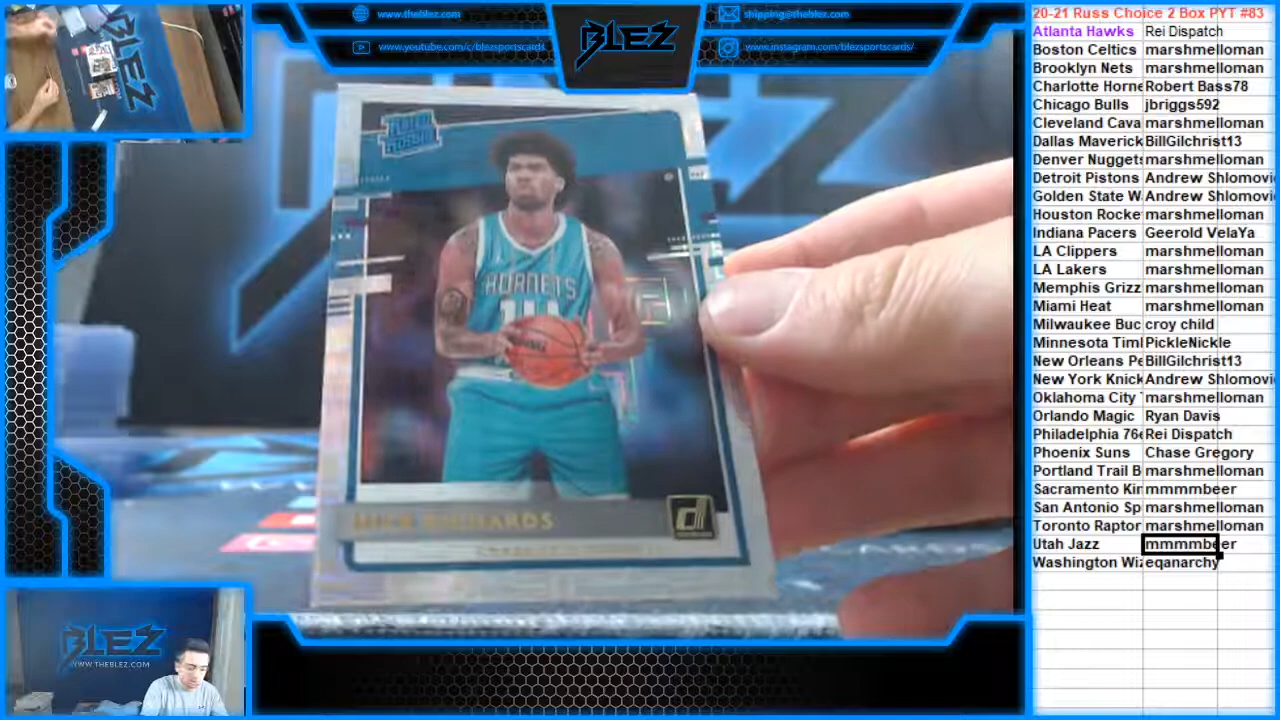 www.theblez.com
www.youtube.com/c/blezsportscards
BLEZ
shipping@theblez.com
www.instagram.com/blezsportscards/
RATED ROOKIE
HORNETS
NICK RICHARDS
BLEZ
WWW.THEBLEZ.COM
20-21 Russ Choice 2 Box PYT #83
Atlanta Hawks Rei Dispatch
Boston Celtics marshmelloman
Brooklyn Nets marshmelloman
Charlotte Horne Robert Bass78
Chicago Bulls jbriggs592
Cleveland Cava marshmelloman
Dallas Maverick BillGilchrist13
Denver Nuggets marshmelloman
Detroit Pistons Andrew Shlomovi
Golden State W Andrew Shlomovi
Houston Rocke marshmelloman
Indiana Pacers Geerold VelaYa
LA Clippers marshmelloman
LA Lakers marshmelloman
Memphis Grizz marshmelloman
Miami Heat marshmelloman
Milwaukee Buc croy child
Minnesota Timl PickleNickle
New Orleans Pe BillGilchrist13
New York Knick Andrew Shlomovi
Oklahoma City marshmelloman
Orlando Magic Ryan Davis
Philadelphia 76e Rei Dispatch
Phoenix Suns Chase Gregory
Portland Trail B marshmelloman
Sacramento Kin mmmmbeer
San Antonio Sp marshmelloman
Toronto Raptor marshmelloman
Utah Jazz mmmmbeer
Washington Wiz eqanarchy